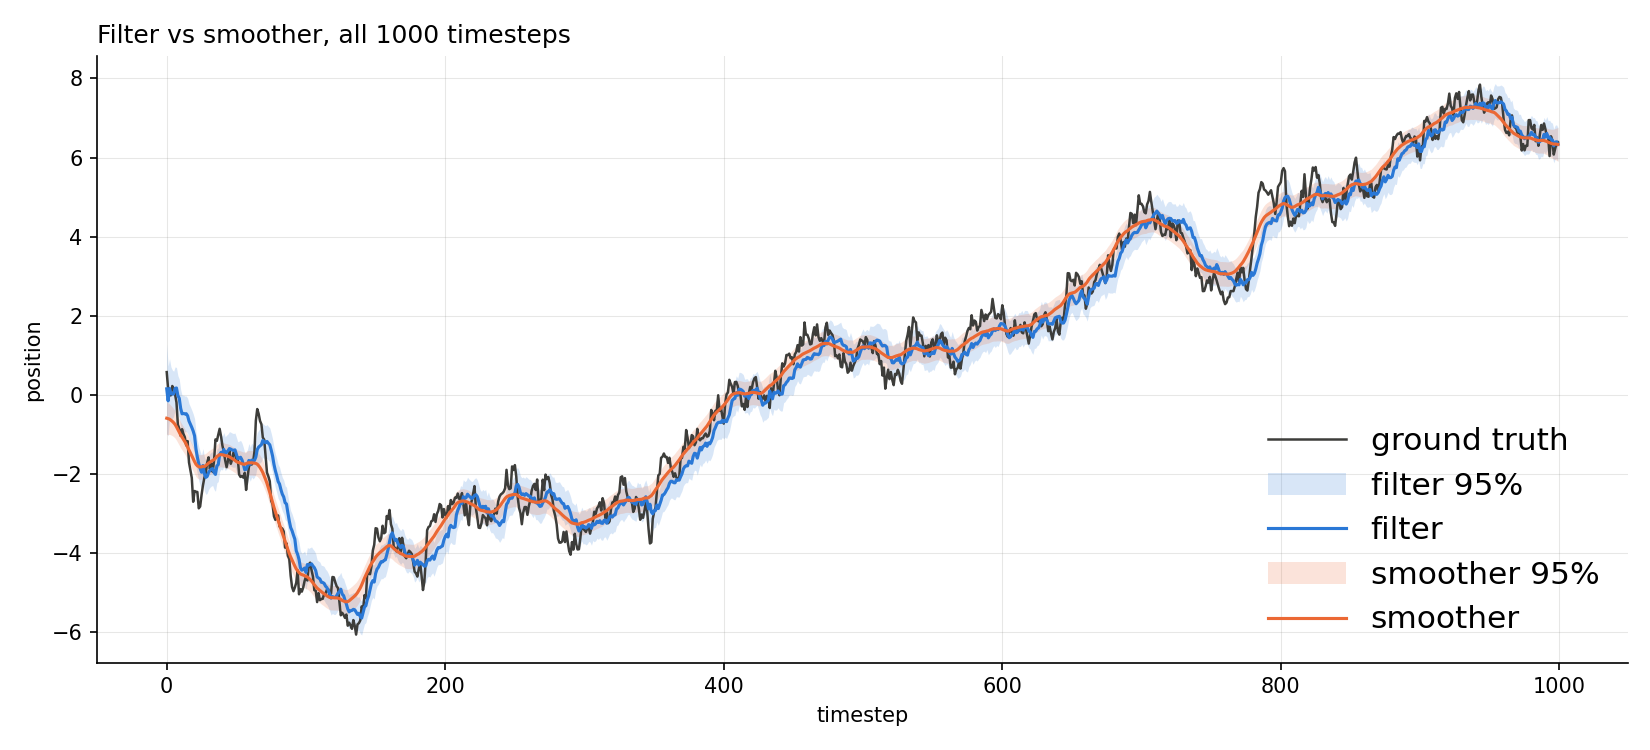 Filter vs smoother, all 1000 timesteps
8
6
4
2
0
−2
−4
−6
position
ground truth
filter 95%
filter
smoother 95%
smoother
0 200 400 600 800 1000
timestep